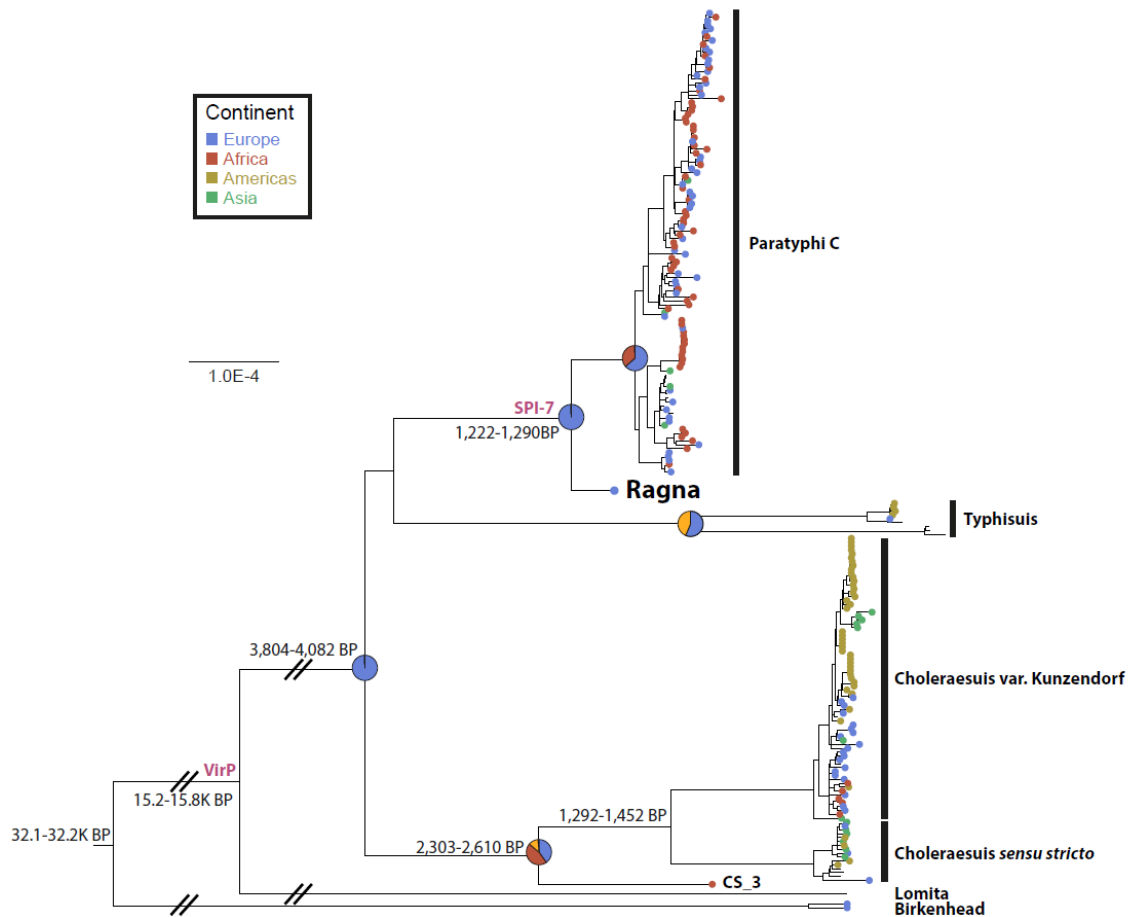 Continent
Europe
Africa
Americas
Asia
Paratyphi C
1.0E-4
SPI-7
1,222-1,290BP
Ragna
Typhisuis
3,804-4,082 BP
Choleraesuis var. Kunzendorf
VirP
15.2-15.8K BP
1,292-1,452 BP
32.1-32.2K BP
2,303-2,610 BP
Choleraesuis sensu stricto
CS_3
Lomita
Birkenhead